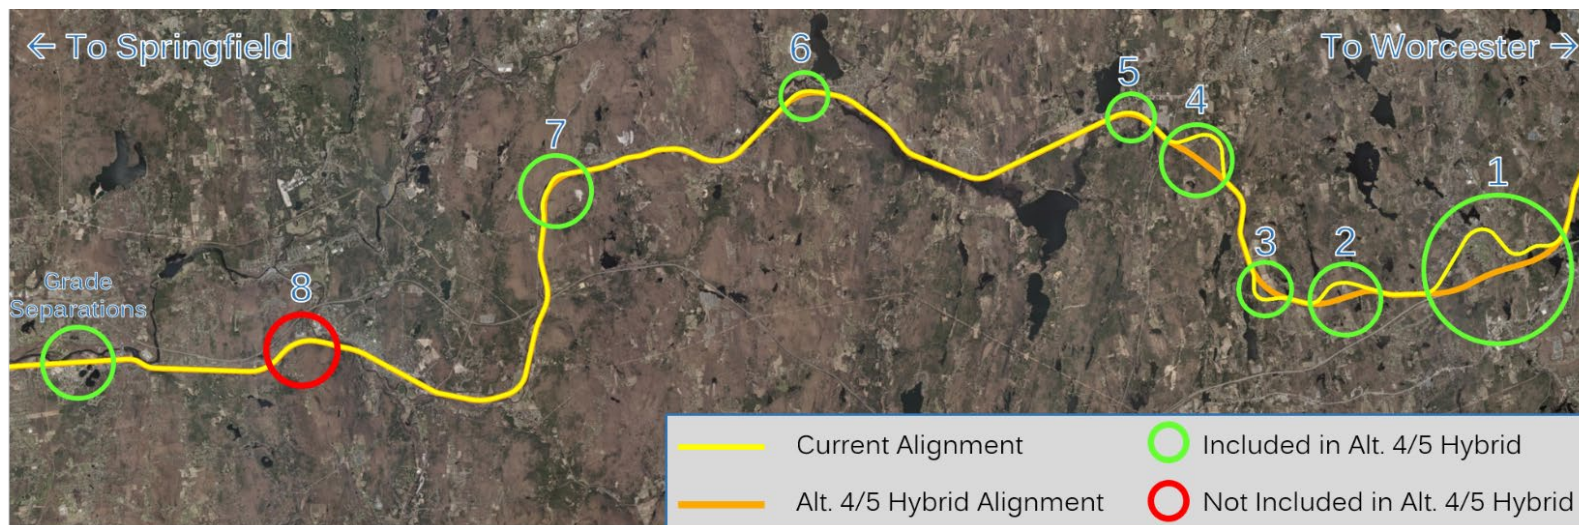 ← To Springfield
To Worcester →
6
5
4
7
1
3
2
Grade
Separations
8
Current Alignment
Included in Alt. 4/5 Hybrid
Alt. 4/5 Hybrid Alignment
Not Included in Alt. 4/5 Hybrid